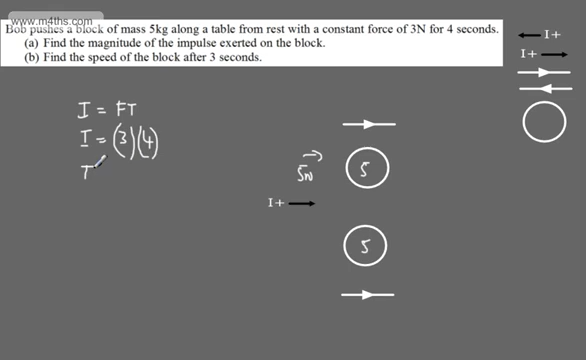 www.m4ths.com
Bob pushes a block of mass 5kg along a table from rest with a constant force of 3N for 4 seconds.
(a) Find the magnitude of the impulse exerted on the block.
(b) Find the speed of the block after 3 seconds.
I+
I+
I = FT
I = (3)(4)
I
5N
5
I+
5